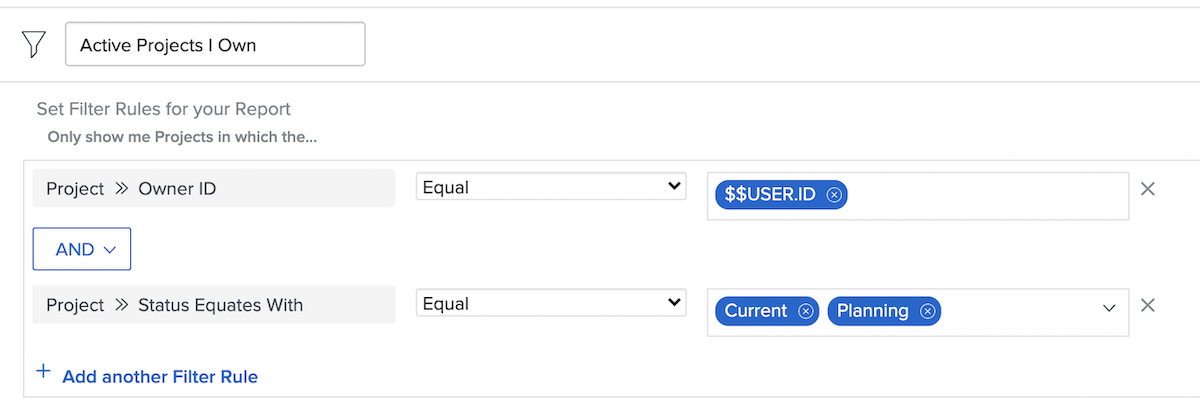 Active Projects I Own
Set Filter Rules for your Report
Only show me Projects in which the...
Project >> Owner ID Equal $$USER.ID
AND
Project >> Status Equates With Equal Current Planning
+ Add another Filter Rule